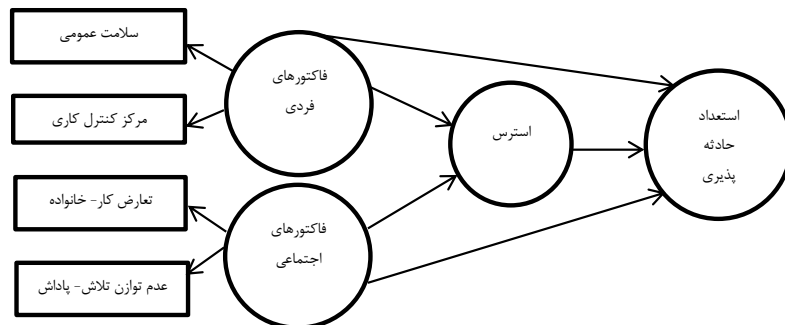 سلامت عمومی
مرکز کنترل کاری
تعارض کار- خانواده
عدم توازن تلاش- پاداش
فاکتورهای
فردی
فاکتورهای
اجتماعی
استرس
استعداد
حادثه
پذیری